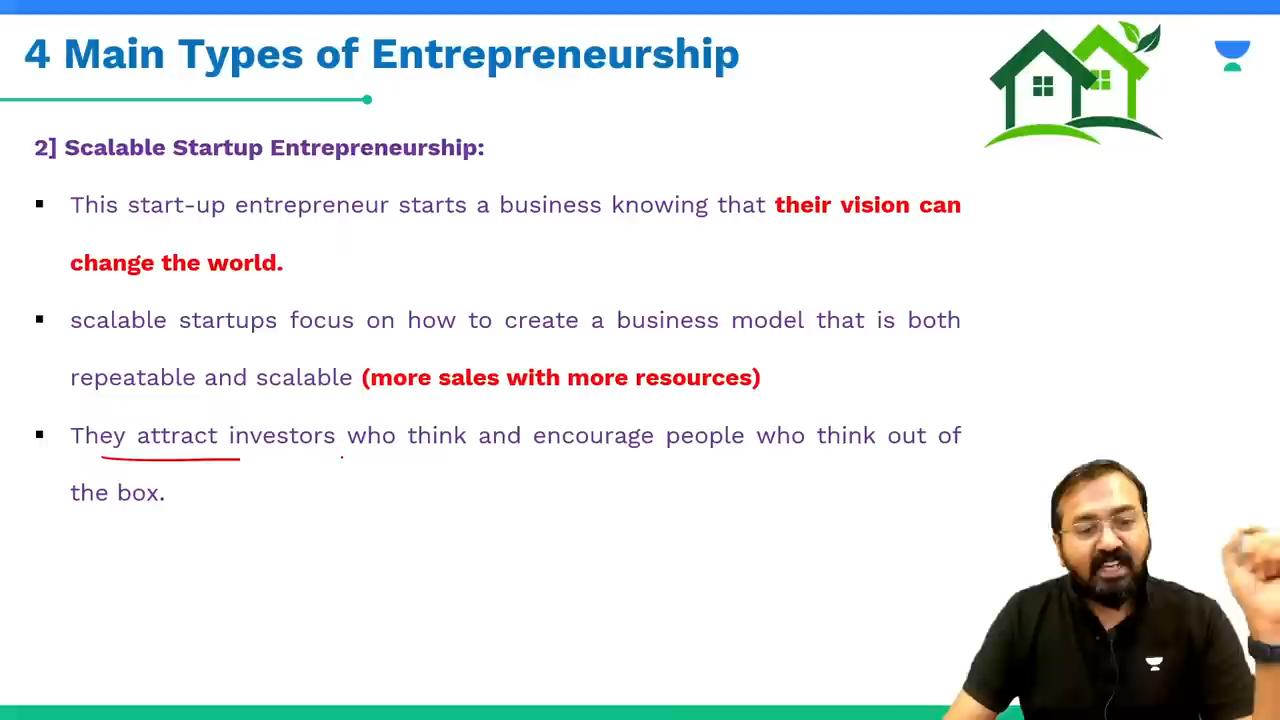 4 Main Types of Entrepreneurship
2] Scalable Startup Entrepreneurship:
▪ This start-up entrepreneur starts a business knowing that their vision can
change the world.
▪ scalable startups focus on how to create a business model that is both
repeatable and scalable (more sales with more resources)
▪ They attract investors who think and encourage people who think out of
the box.